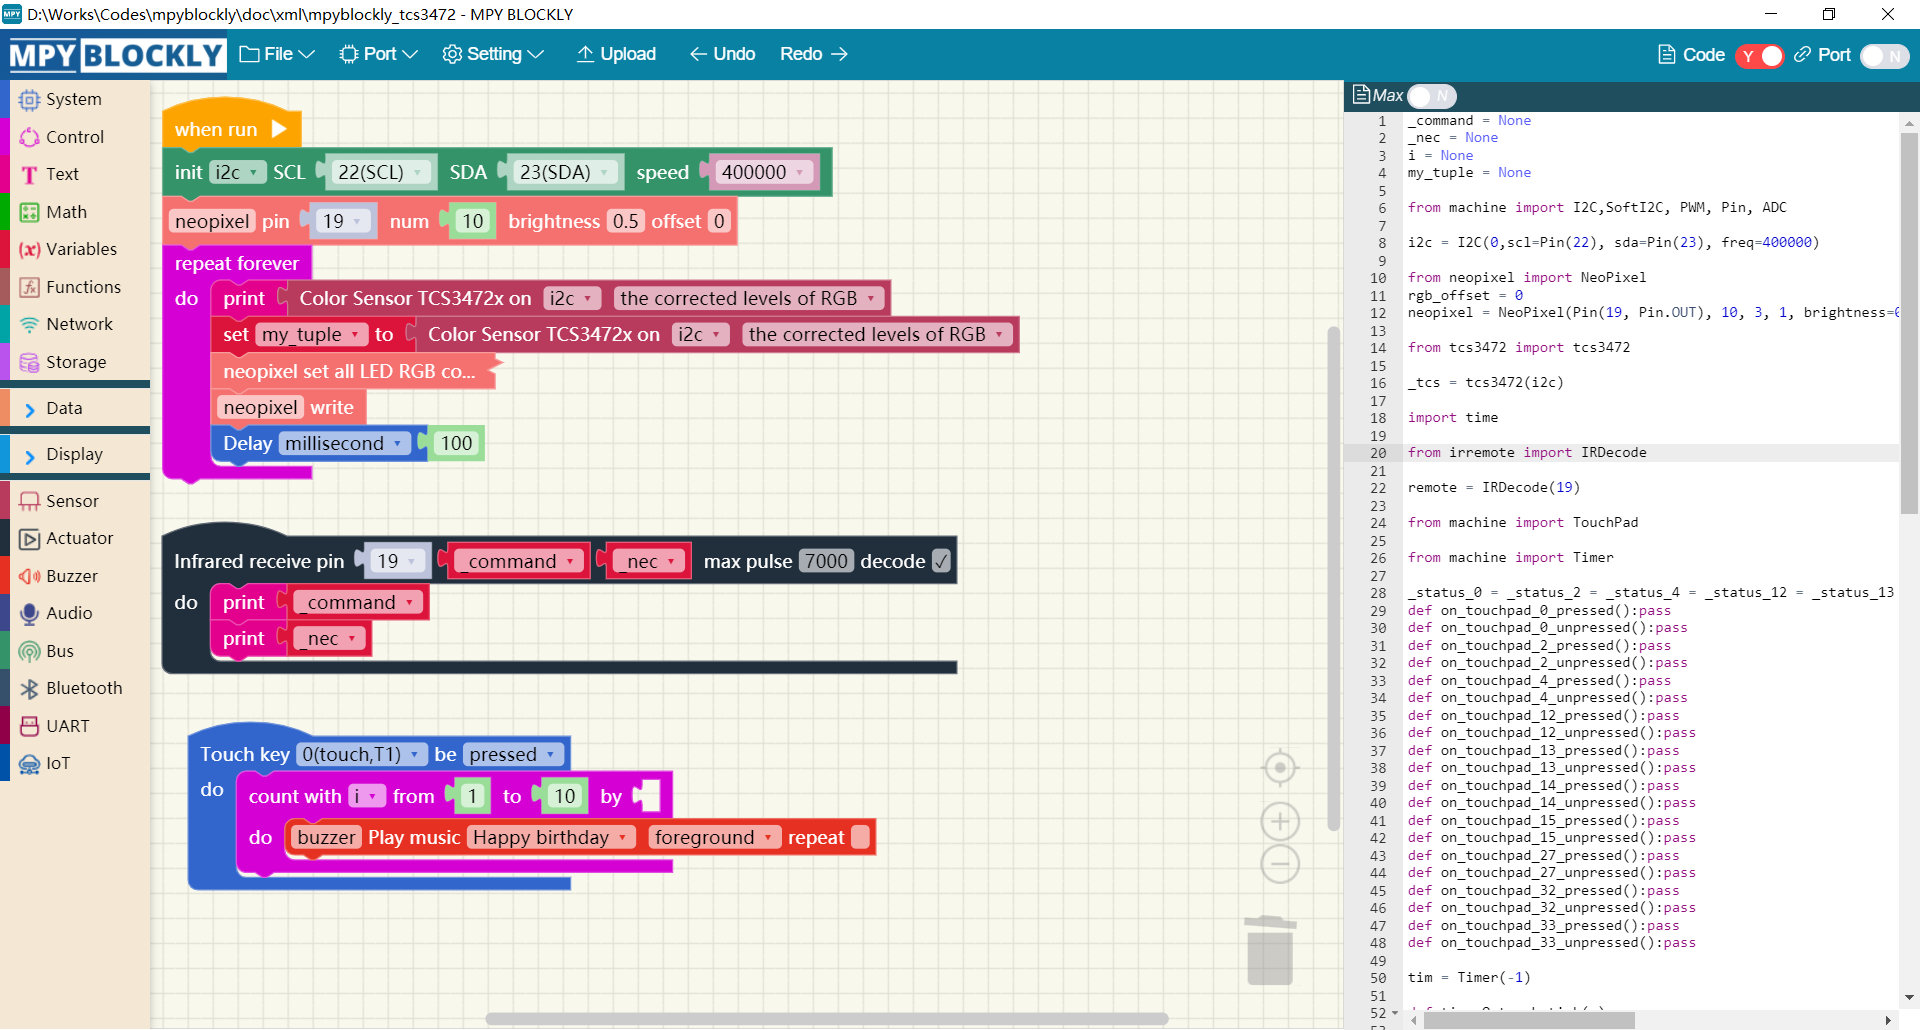 D:\Works\Codes\mpyblockly\doc\xml\mpyblockly_tcs3472 - MPY BLOCKLY
MPY BLOCKLY File Port Setting Upload Undo Redo Code Y Port N
System
Control
Text
Math
Variables
Functions
Network
Storage
Data
Display
Sensor
Actuator
Buzzer
Audio
Bus
Bluetooth
UART
IoT
when run
init i2c SCL 22(SCL) SDA 23(SDA) speed 400000
neopixel pin 19 num 10 brightness 0.5 offset 0
repeat forever
do print Color Sensor TCS3472x on i2c the corrected levels of RGB
set my_tuple to Color Sensor TCS3472x on i2c the corrected levels of RGB
neopixel set all LED RGB co...
neopixel write
Delay millisecond 100
Infrared receive pin 19 _command _nec max pulse 7000 decode ✓
do print _command
print _nec
Touch key 0(touch,T1) be pressed
do count with i from 1 to 10 by
do buzzer Play music Happy birthday foreground repeat
Max N
1 _command = None
2 _nec = None
3 i = None
4 my_tuple = None
5
6 from machine import I2C,SoftI2C, PWM, Pin, ADC
7
8 i2c = I2C(0,scl=Pin(22), sda=Pin(23), freq=400000)
9
10 from neopixel import NeoPixel
11 rgb_offset = 0
12 neopixel = NeoPixel(Pin(19, Pin.OUT), 10, 3, 1, brightness=
13
14 from tcs3472 import tcs3472
15
16 _tcs = tcs3472(i2c)
17
18 import time
19
20 from irremote import IRDecode
21
22 remote = IRDecode(19)
23
24 from machine import TouchPad
25
26 from machine import Timer
27
28 _status_0 = _status_2 = _status_4 = _status_12 = _status_13
29 def on_touchpad_0_pressed():pass
30 def on_touchpad_0_unpressed():pass
31 def on_touchpad_2_pressed():pass
32 def on_touchpad_2_unpressed():pass
33 def on_touchpad_4_pressed():pass
34 def on_touchpad_4_unpressed():pass
35 def on_touchpad_12_pressed():pass
36 def on_touchpad_12_unpressed():pass
37 def on_touchpad_13_pressed():pass
38 def on_touchpad_13_unpressed():pass
39 def on_touchpad_14_pressed():pass
40 def on_touchpad_14_unpressed():pass
41 def on_touchpad_15_pressed():pass
42 def on_touchpad_15_unpressed():pass
43 def on_touchpad_27_pressed():pass
44 def on_touchpad_27_unpressed():pass
45 def on_touchpad_32_pressed():pass
46 def on_touchpad_32_unpressed():pass
47 def on_touchpad_33_pressed():pass
48 def on_touchpad_33_unpressed():pass
49
50 tim = Timer(-1)
51
52